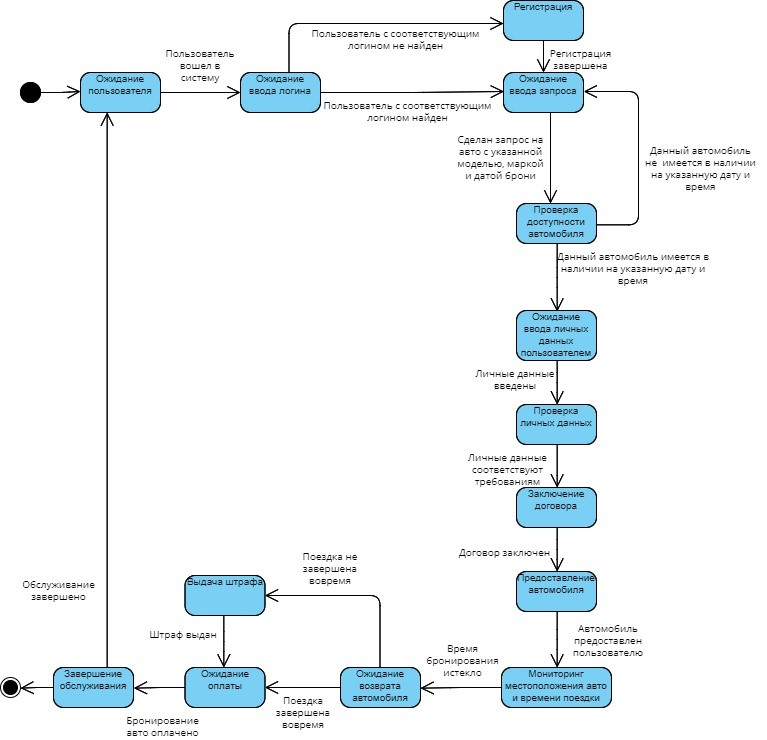 Регистрация
Пользователь с соответствующим
логином не найден
Пользователь
вошел в
систему
Регистрация
завершена
Ожидание
пользователя
Ожидание
ввода логина
Ожидание
ввода запроса
Пользователь с соответствующим
логином найден
Сделан запрос на
авто с указанной
моделью, маркой
и датой брони
Данный автомобиль
не имеется в наличии
на указанную дату и
время
Проверка
доступности
автомобиля
Данный автомобиль имеется в
наличии на указанную дату и
время
Ожидание
ввода личных
данных
пользователем
Личные данные
введены
Проверка
личных данных
Личные данные
соответствуют
требованиям
Заключение
договора
Договор заключен
Предоставление
автомобиля
Автомобиль
предоставлен
пользователю
Мониторинг
местоположения авто
и времени поездки
Время
бронирования
истекло
Ожидание
возврата
автомобиля
Поездка не
завершена
вовремя
Выдача штрафа
Штраф выдан
Поездка
завершена
вовремя
Ожидание
оплаты
Бронирование
авто оплачено
Завершение
обслуживания
Обслуживание
завершено